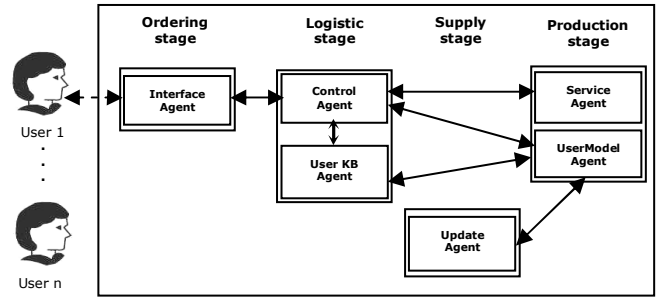 Ordering
stage
Logistic
stage
Supply
stage
Production
stage
Interface
Agent
Control
Agent
Service
Agent
User 1
User KB
Agent
UserModel
Agent
Update
Agent
User n